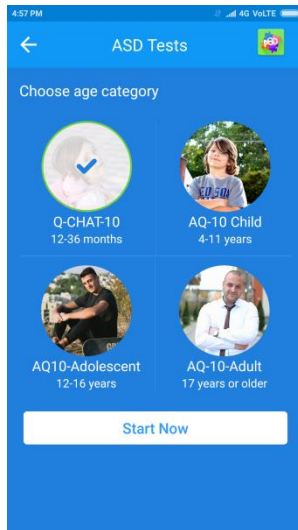 4:57 PM 4G VoLTE
ASD Tests
Choose age category
Q-CHAT-10
12-36 months
AQ-10 Child
4-11 years
AQ10-Adolescent
12-16 years
AQ-10-Adult
17 years or older
Start Now